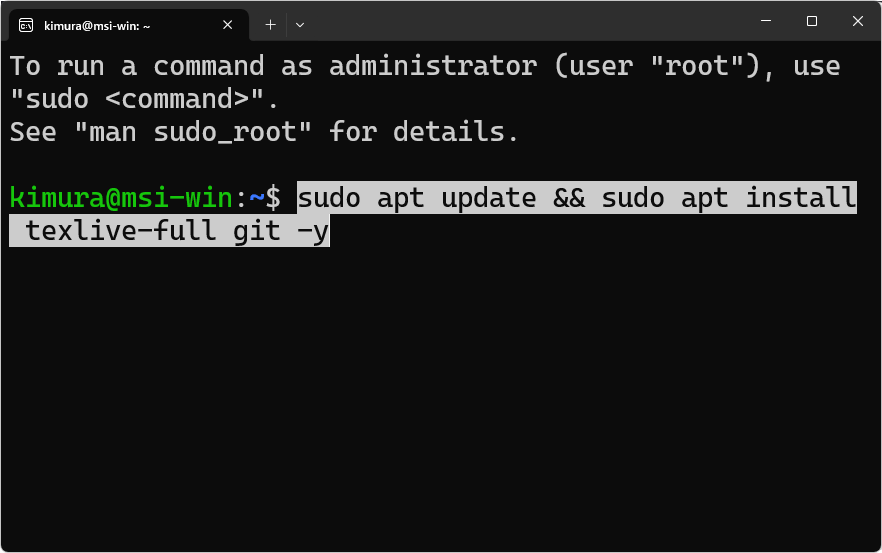 kimura@msi-win: ~
To run a command as administrator (user "root"), use
"sudo <command>".
See "man sudo_root" for details.
kimura@msi-win:~$ sudo apt update && sudo apt install
texlive-full git -y